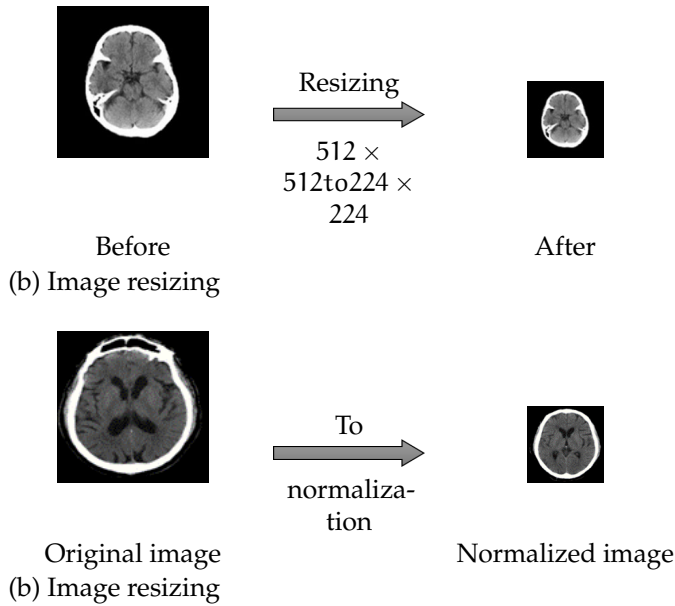 Resizing
512 ×
512to224 ×
224
Before
After
(b) Image resizing
To
normaliza-
tion
Original image
Normalized image
(b) Image resizing